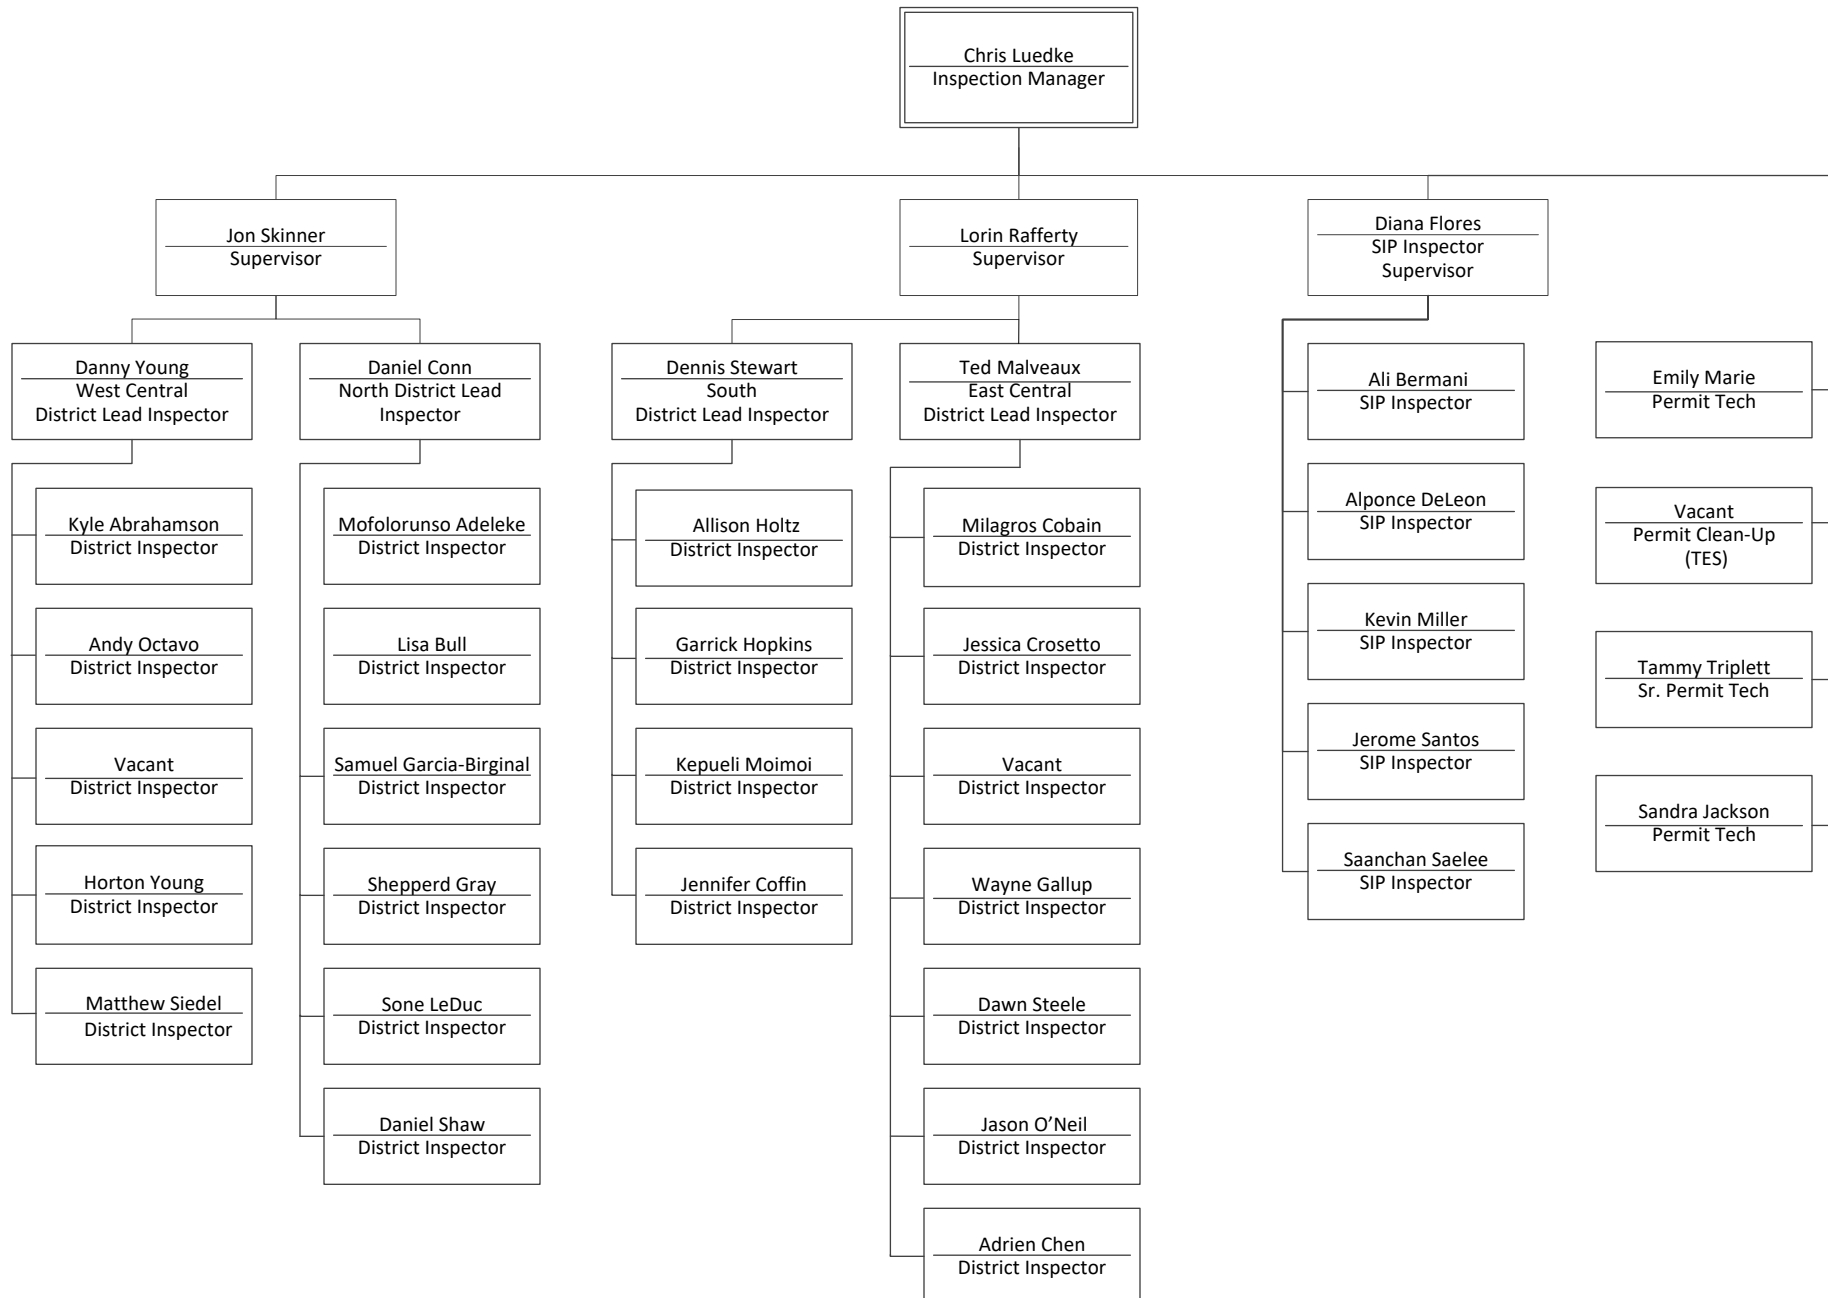 Chris Luedke
Inspection Manager
Jon Skinner
Supervisor
Lorin Rafferty
Supervisor
Diana Flores
SIP Inspector
Supervisor
Danny Young
West Central
District Lead Inspector
Daniel Conn
North District Lead
Inspector
Dennis Stewart
South
District Lead Inspector
Ted Malveaux
East Central
District Lead Inspector
Ali Bermani
SIP Inspector
Emily Marie
Permit Tech
Kyle Abrahamson
District Inspector
Mofolorunso Adeleke
District Inspector
Allison Holtz
District Inspector
Milagros Cobain
District Inspector
Alponce DeLeon
SIP Inspector
Vacant
Permit Clean-Up
(TES)
Andy Octavo
District Inspector
Lisa Bull
District Inspector
Garrick Hopkins
District Inspector
Jessica Crosetto
District Inspector
Kevin Miller
SIP Inspector
Tammy Triplett
Sr. Permit Tech
Vacant
District Inspector
Samuel Garcia-Birginal
District Inspector
Kepueli Moimoi
District Inspector
Vacant
District Inspector
Jerome Santos
SIP Inspector
Sandra Jackson
Permit Tech
Horton Young
District Inspector
Shepperd Gray
District Inspector
Jennifer Coffin
District Inspector
Wayne Gallup
District Inspector
Saanchan Saelee
SIP Inspector
Matthew Siedel
District Inspector
Sone LeDuc
District Inspector
Dawn Steele
District Inspector
Daniel Shaw
District Inspector
Jason O’Neil
District Inspector
Adrien Chen
District Inspector